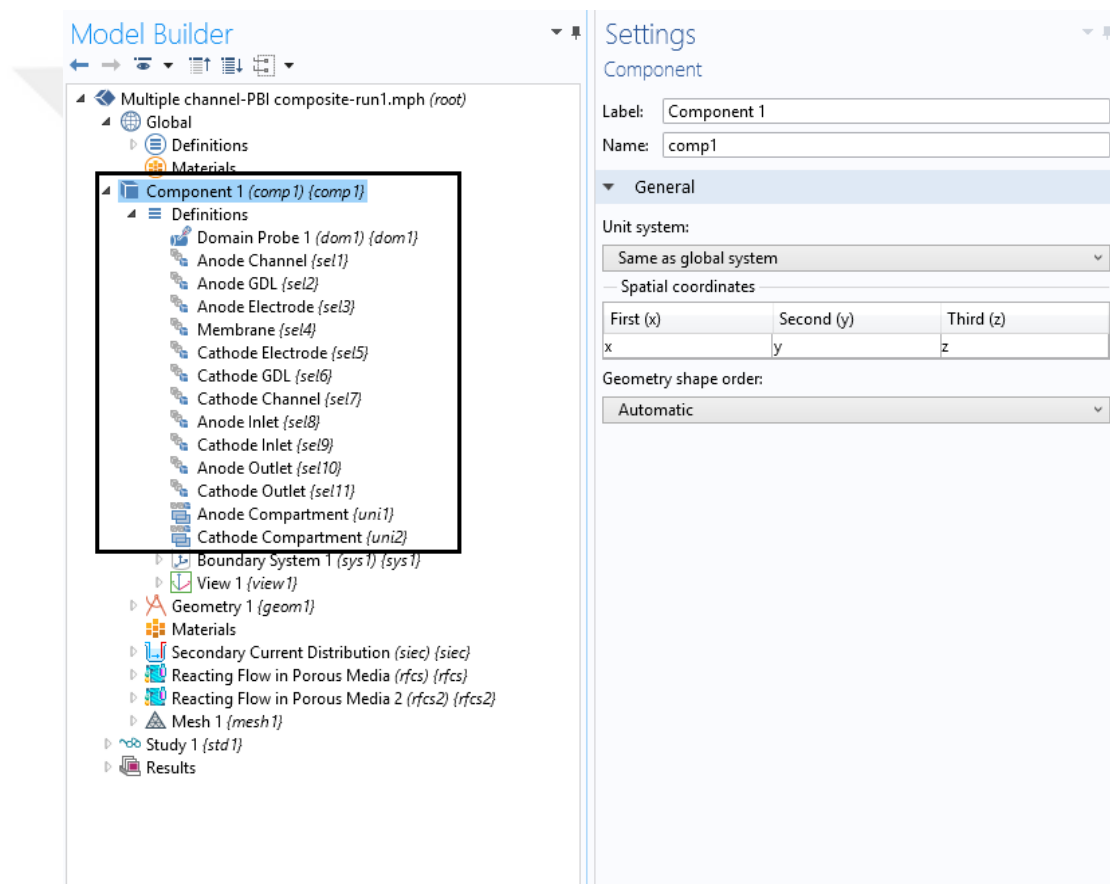 Model Builder
Multiple channel-PBI composite-run1.mph (root)
Global
Definitions
Materials
Component 1 (comp1) {comp1}
Definitions
Domain Probe 1 (dom1) {dom1}
Anode Channel {sel1}
Anode GDL {sel2}
Anode Electrode {sel3}
Membrane {sel4}
Cathode Electrode {sel5}
Cathode GDL {sel6}
Cathode Channel {sel7}
Anode Inlet {sel8}
Cathode Inlet {sel9}
Anode Outlet {sel10}
Cathode Outlet {sel11}
Anode Compartment {uni1}
Cathode Compartment {uni2}
Boundary System 1 (sys1) {sys1}
View 1 {view1}
Geometry 1 {geom1}
Materials
Secondary Current Distribution (siec) {siec}
Reacting Flow in Porous Media (rfcs) {rfcs}
Reacting Flow in Porous Media 2 (rfcs2) {rfcs2}
Mesh 1 {mesh1}
Study 1 {std1}
Results
Settings
Component
Label: Component 1
Name: comp1
General
Unit system:
Same as global system
Spatial coordinates
First (x) Second (y) Third (z)
x y z
Geometry shape order:
Automatic